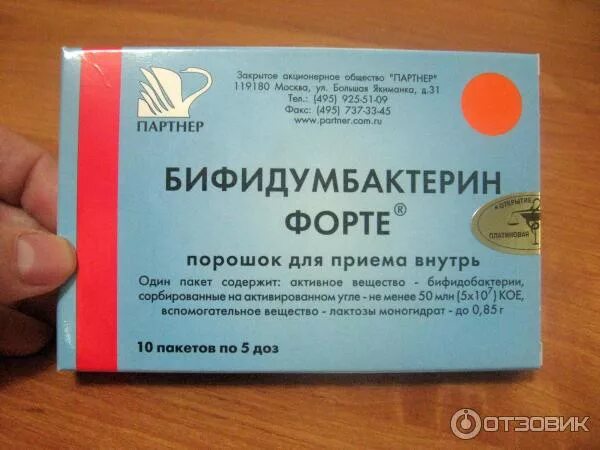 Закрытое акционерное общество "ПАРТНЕР"
119180 Москва, ул. Большая Якиманка, д.31
Тел.: (495) 925-51-09
Факс: (495) 737-33-45
www.partner.com.ru
ПАРТНЕР
БИФИДУМБАКТЕРИН
ФОРТЕ®
порошок для приема внутрь
ОТКРЫТИЕ
ПЛАТИНОВАЯ
Один пакет содержит: активное вещество - бифидобактерии,
сорбированные на активированном угле - не менее 50 млн (5x10⁷) КОЕ,
вспомогательное вещество - лактозы моногидрат - до 0,85 г
10 пакетов по 5 доз
ОТЗОВИК